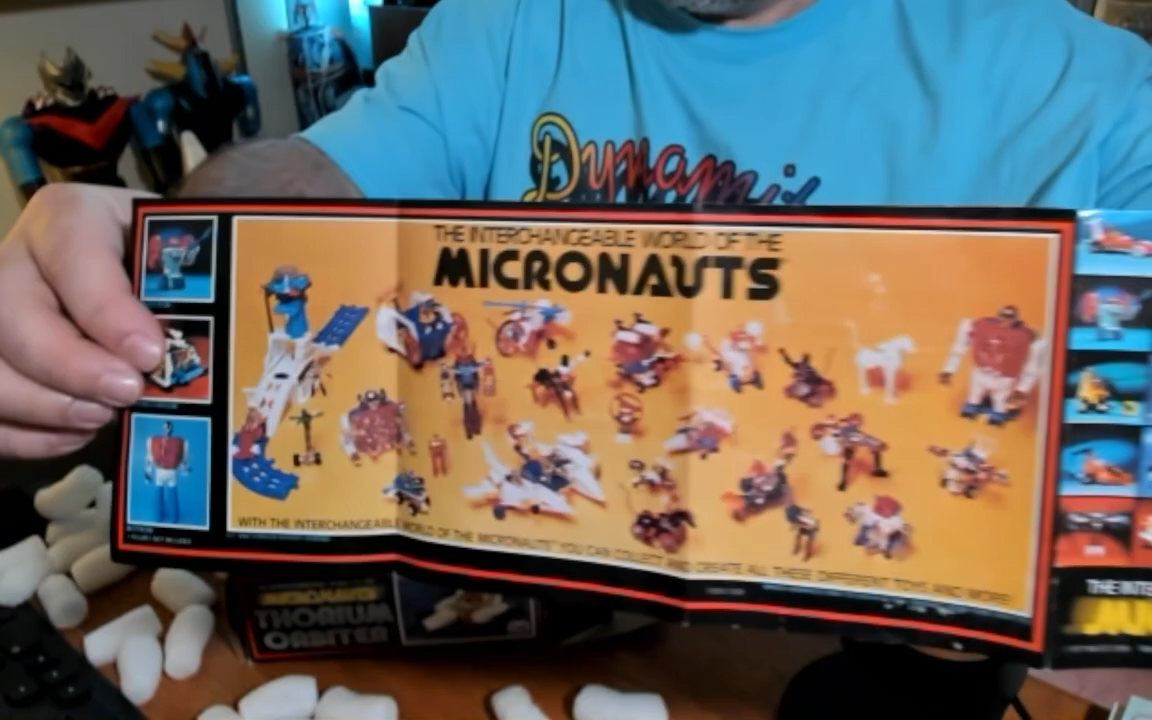 Dynamix
THE INTERCHANGEABLE WORLD OF THE
MICRONAUTS
WITH THE INTERCHANGEABLE WORLD OF THE MICRONAUTS YOU CAN COLLECT AND CREATE ALL THESE DIFFERENT TOYS AND MORE
THE INTE
MICRONAUTS
THORIUM
ORBITER